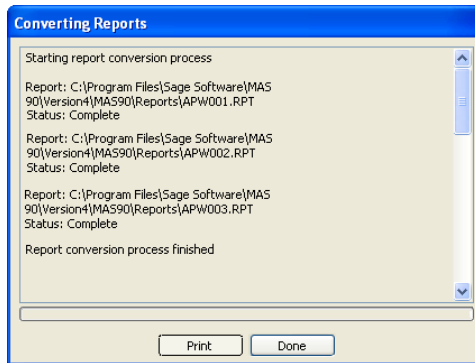 Converting Reports
Starting report conversion process
Report: C:\Program Files\Sage Software\MAS
90\Version4\MAS90\Reports\APW001.RPT
Status: Complete
Report: C:\Program Files\Sage Software\MAS
90\Version4\MAS90\Reports\APW002.RPT
Status: Complete
Report: C:\Program Files\Sage Software\MAS
90\Version4\MAS90\Reports\APW003.RPT
Status: Complete
Report conversion process finished
Print Done